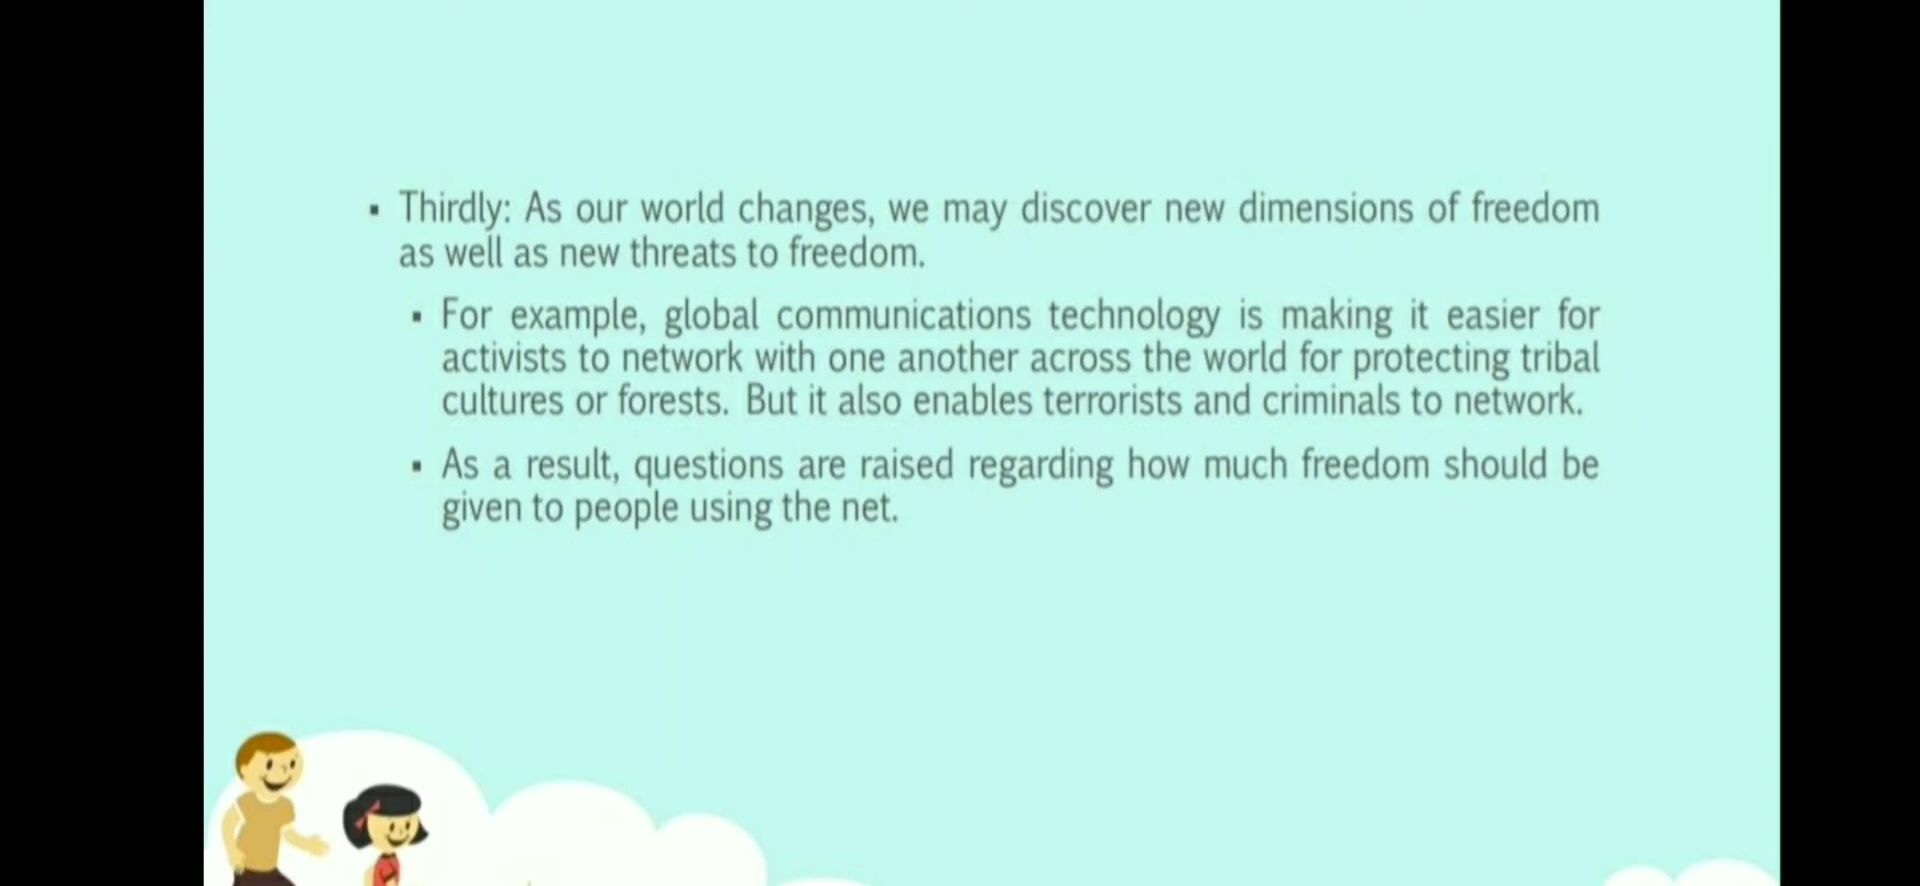 ▪ Thirdly: As our world changes, we may discover new dimensions of freedom
as well as new threats to freedom.
▪ For example, global communications technology is making it easier for
activists to network with one another across the world for protecting tribal
cultures or forests. But it also enables terrorists and criminals to network.
▪ As a result, questions are raised regarding how much freedom should be
given to people using the net.